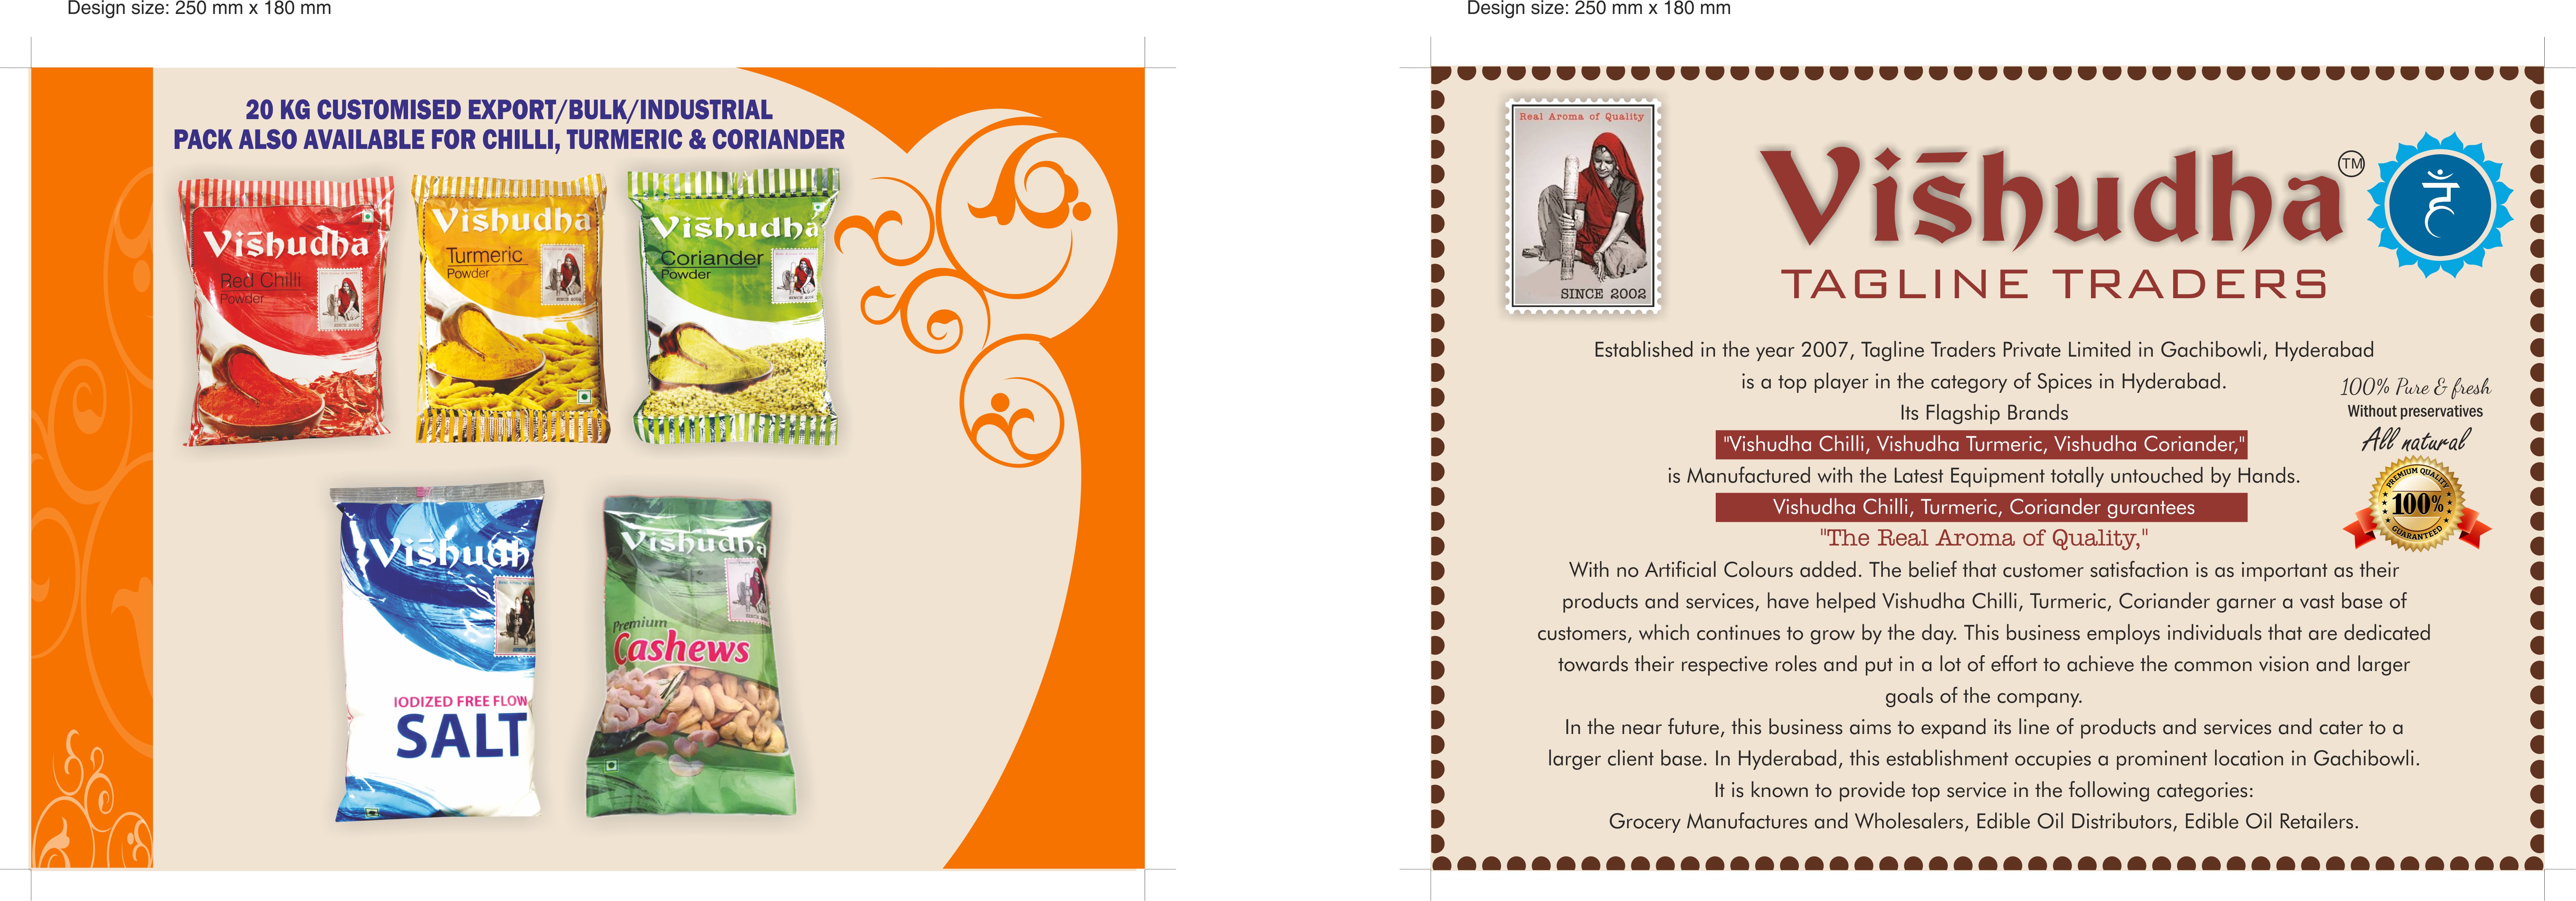 Design size: 250 mm x 180 mm
20 KG CUSTOMISED EXPORT/BULK/INDUSTRIAL
PACK ALSO AVAILABLE FOR CHILLI, TURMERIC & CORIANDER
Vishudha
Red Chilli
Powder
SINCE 2002
Vishudha
Turmeric
Powder
SINCE 2002
Vishudha
Coriander
Powder
SINCE 2002
Vishudh
IODIZED FREE FLOW
SALT
Vishudha
Premium
Cashews
Design size: 250 mm x 180 mm
Real Aroma of Quality
SINCE 2002
Vis̄hudha TM
हँ
TAGLINE TRADERS
Established in the year 2007, Tagline Traders Private Limited in Gachibowli, Hyderabad
is a top player in the category of Spices in Hyderabad.
Its Flagship Brands
"Vishudha Chilli, Vishudha Turmeric, Vishudha Coriander,"
is Manufactured with the Latest Equipment totally untouched by Hands.
Vishudha Chilli, Turmeric, Coriander gurantees
"The Real Aroma of Quality,"
100% Pure & fresh
Without preservatives
All natural
PREMIUM QUALITY
100%
GUARANTEED
With no Artificial Colours added. The belief that customer satisfaction is as important as their
products and services, have helped Vishudha Chilli, Turmeric, Coriander garner a vast base of
customers, which continues to grow by the day. This business employs individuals that are dedicated
towards their respective roles and put in a lot of effort to achieve the common vision and larger
goals of the company.
In the near future, this business aims to expand its line of products and services and cater to a
larger client base. In Hyderabad, this establishment occupies a prominent location in Gachibowli.
It is known to provide top service in the following categories:
Grocery Manufactures and Wholesalers, Edible Oil Distributors, Edible Oil Retailers.